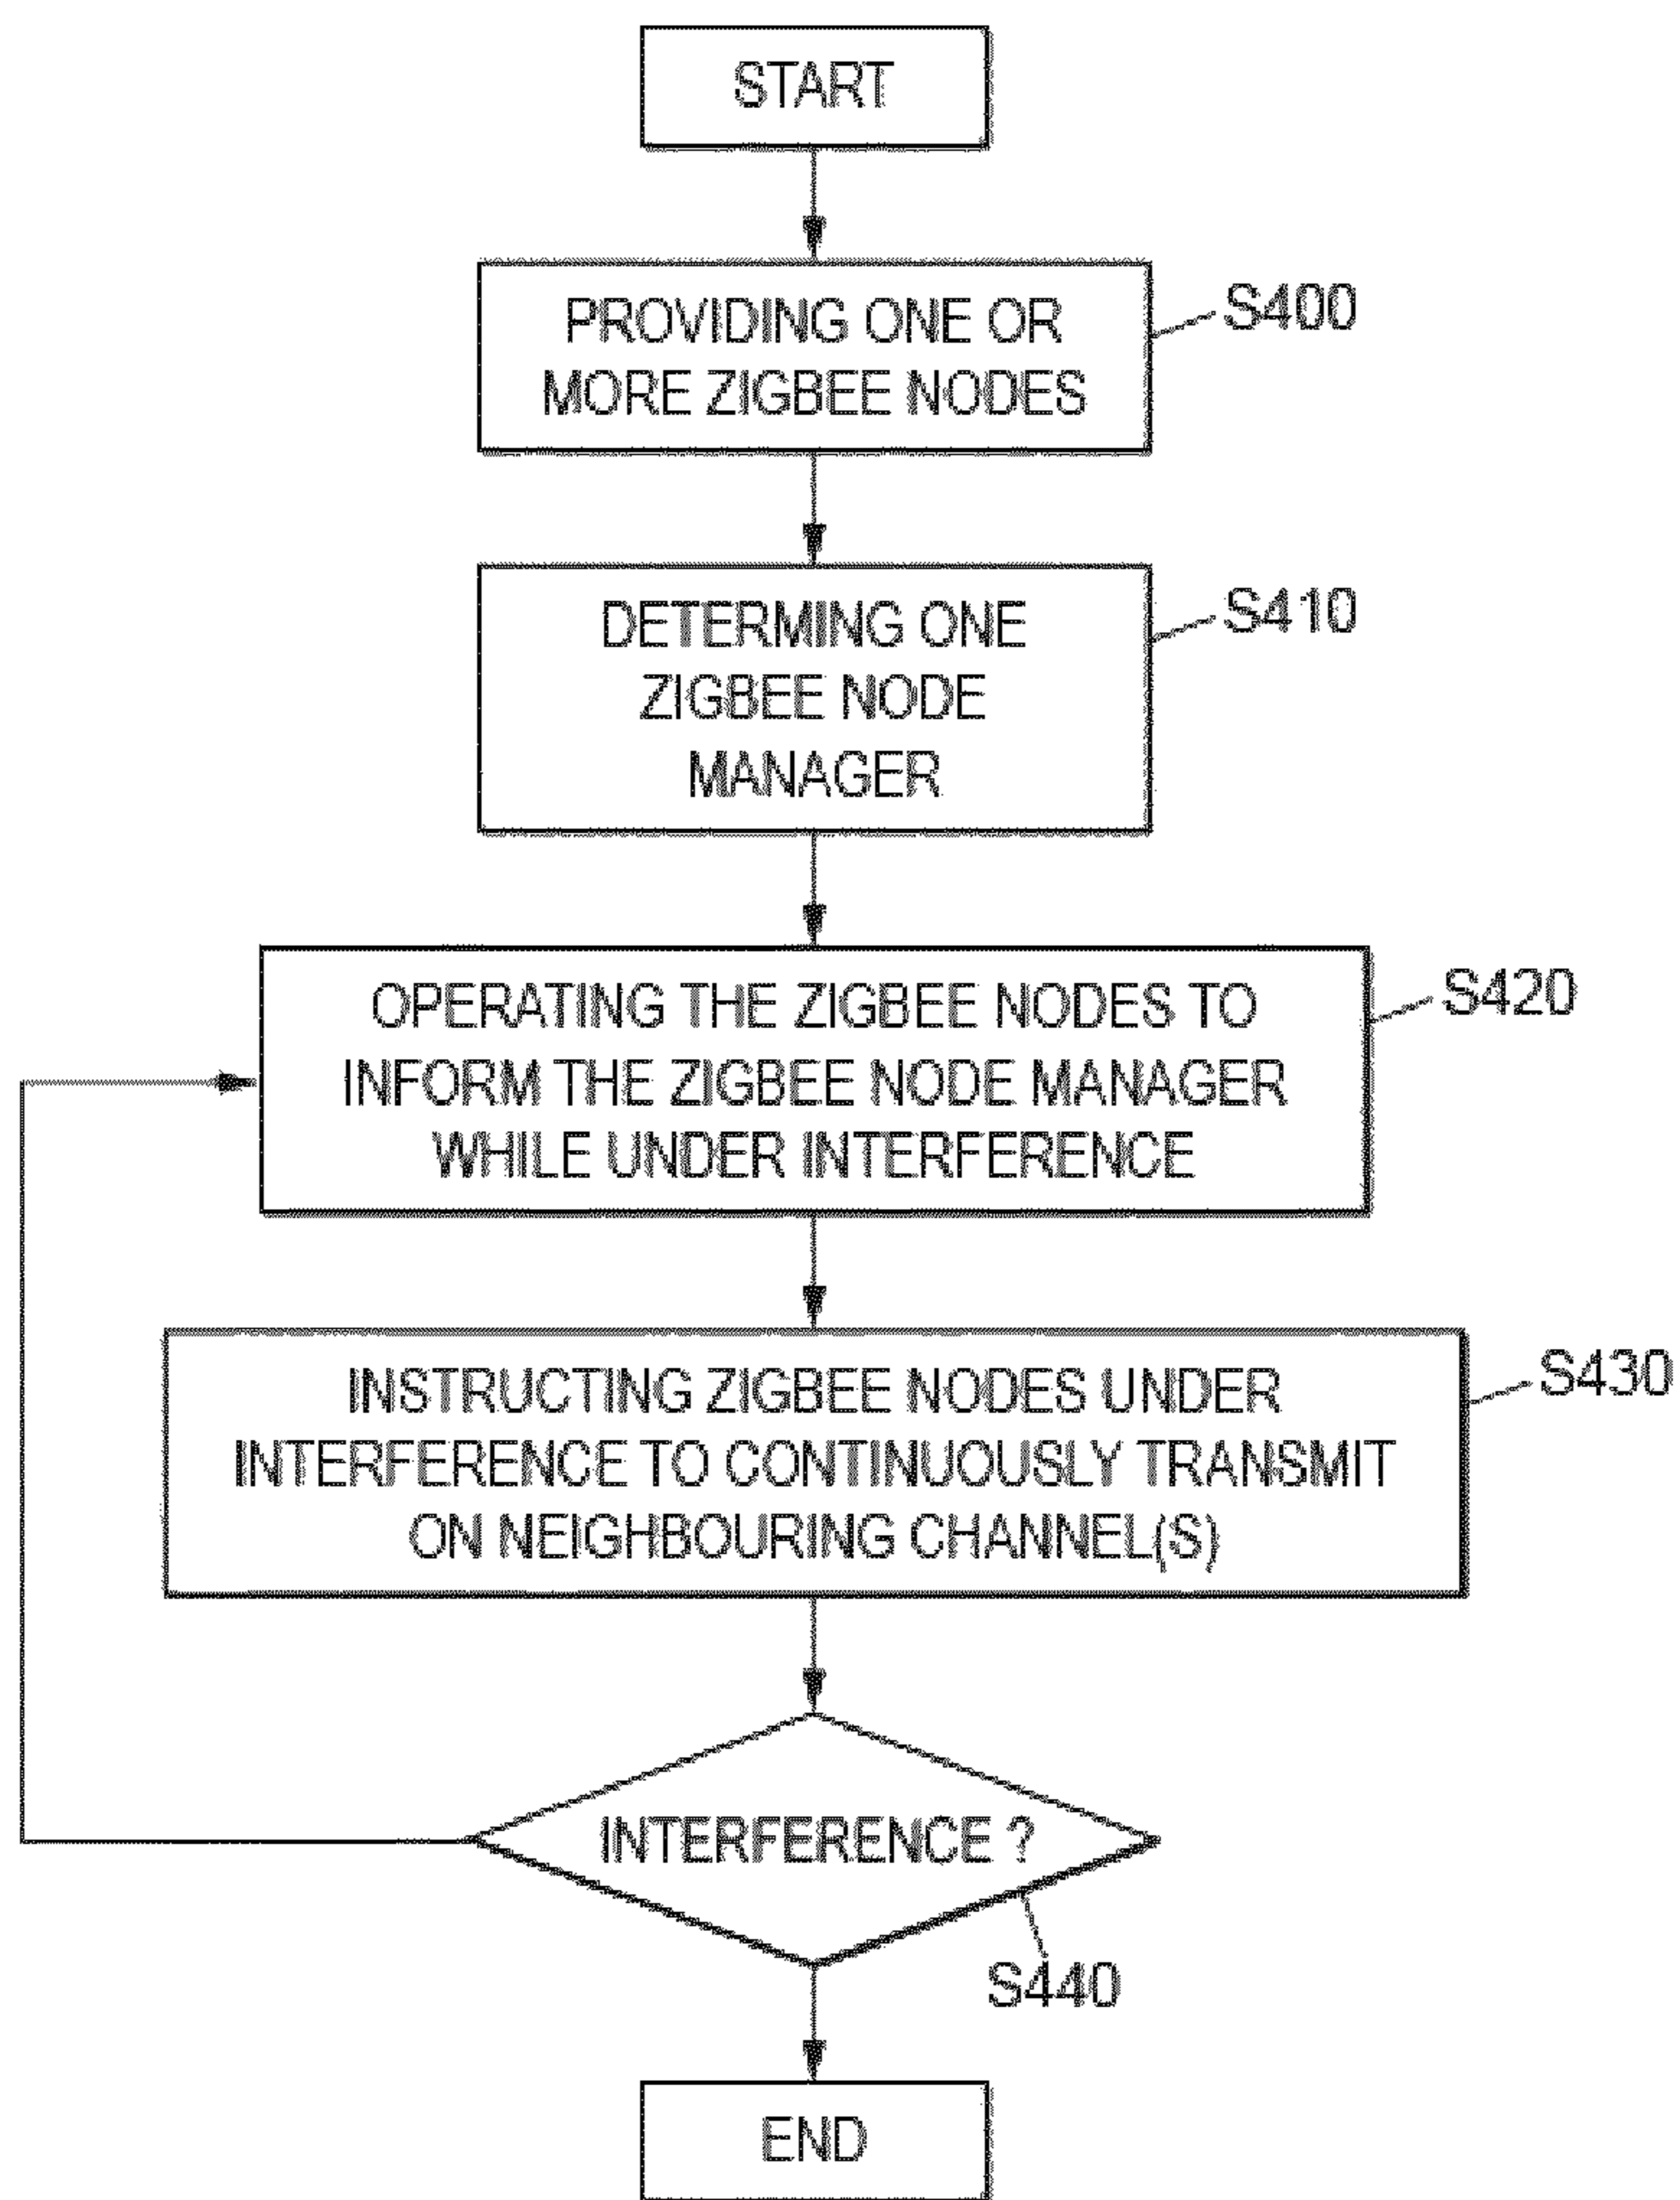 START
PROVIDING ONE OR
MORE ZIGBEE NODES
S400
DETERMING ONE
ZIGBEE NODE
MANAGER
S410
OPERATING THE ZIGBEE NODES TO
INFORM THE ZIGBEE NODE MANAGER
WHILE UNDER INTERFERENCE
S420
INSTRUCTING ZIGBEE NODES UNDER
INTERFERENCE TO CONTINUOUSLY TRANSMIT
ON NEIGHBOURING CHANNEL(S)
S430
INTERFERENCE ?
S440
END